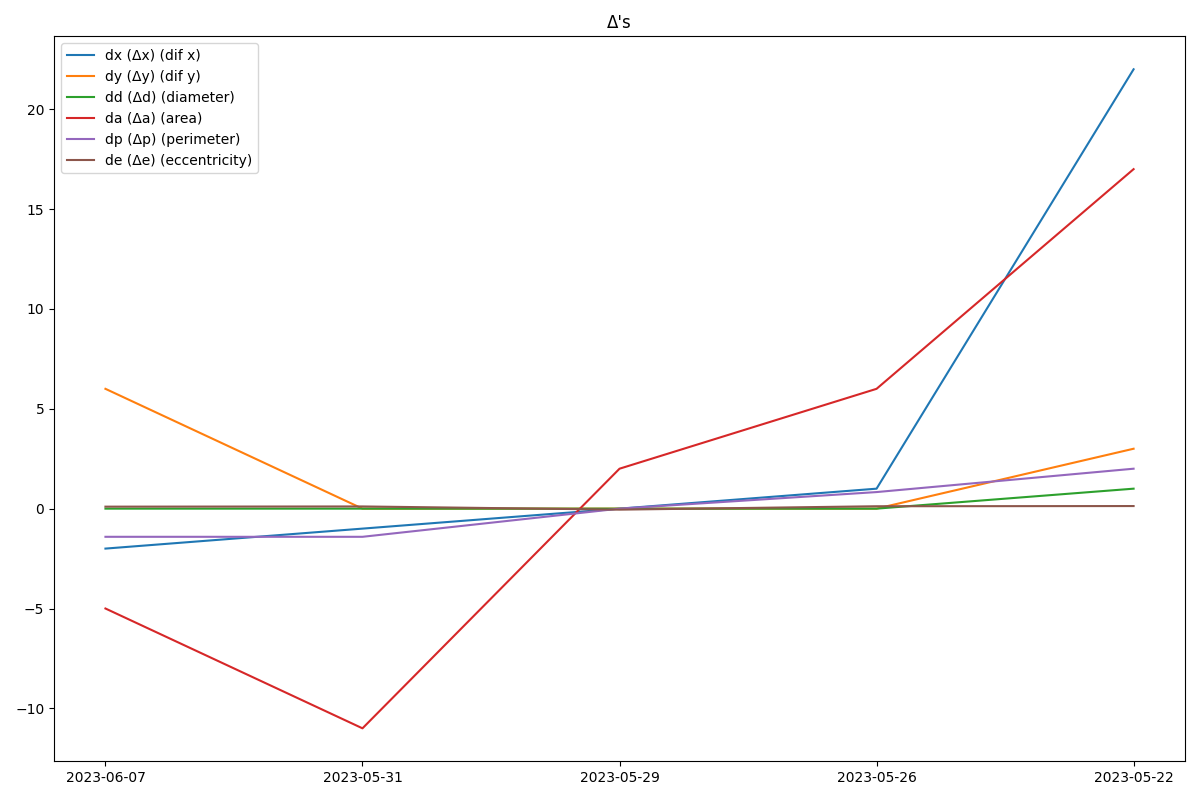 Δ's
dx (Δx) (dif x)
dy (Δy) (dif y)
dd (Δd) (diameter)
da (Δa) (area)
dp (Δp) (perimeter)
de (Δe) (eccentricity)
20
15
10
5
0
−5
−10
2023-06-07 2023-05-31 2023-05-29 2023-05-26 2023-05-22